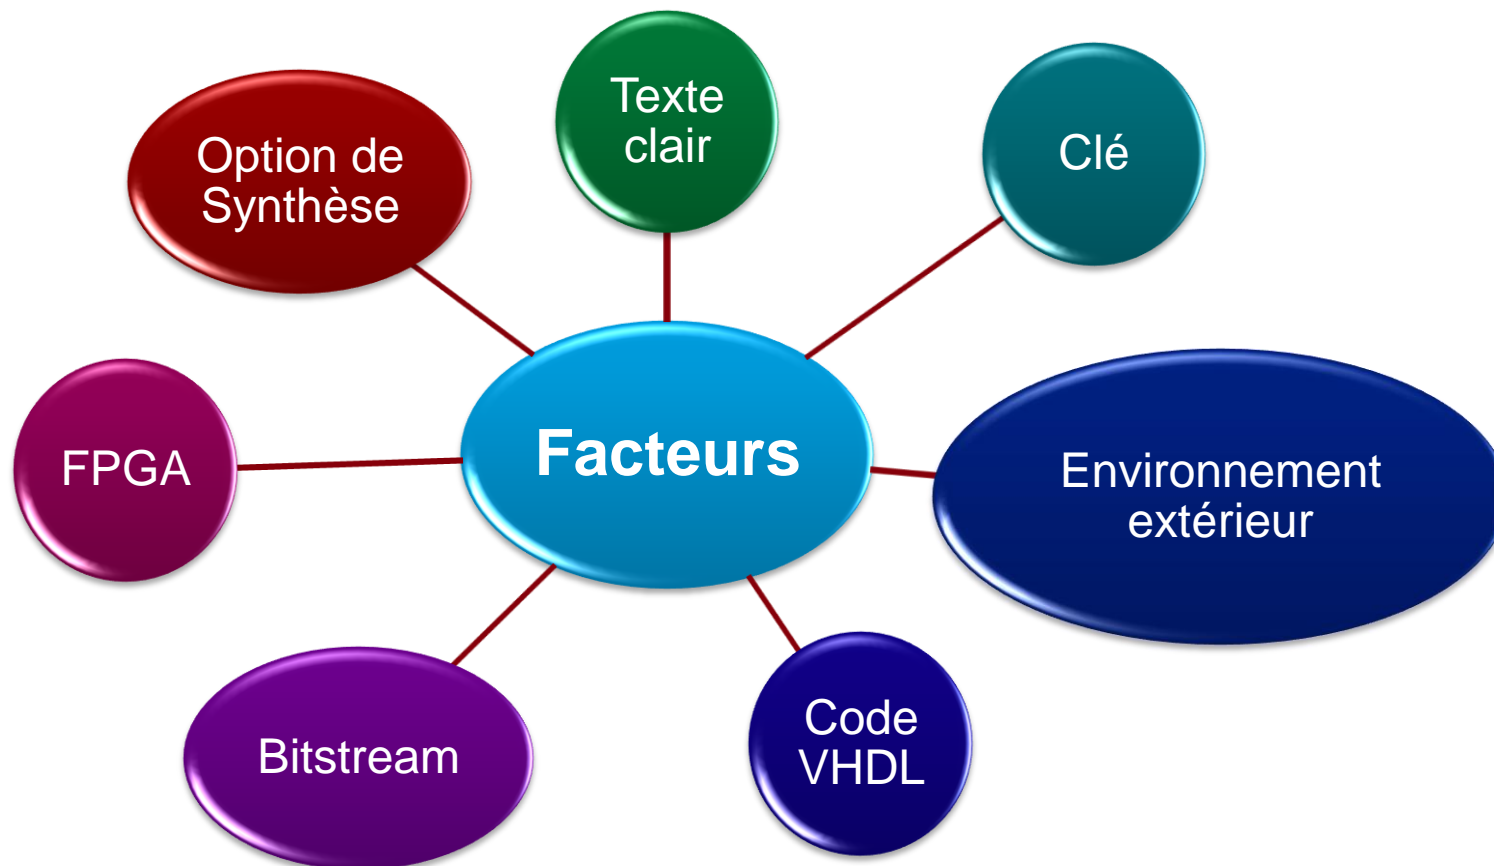 Texte
clair
Clé
Option de
Synthèse
Facteurs
FPGA
Environnement
extérieur
Code
VHDL
Bitstream